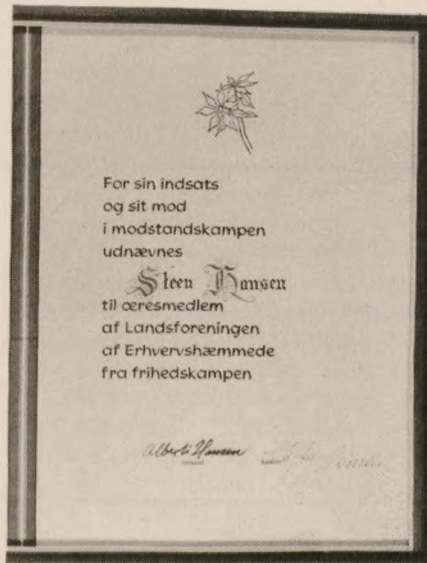 For sin indsats
og sit mod
i modstandskampen
udnævnes
Steen Hansen
til æresmedlem
af Landsforeningen
af Erhvervshæmmede
fra frihedskampen
Alberti Hansen